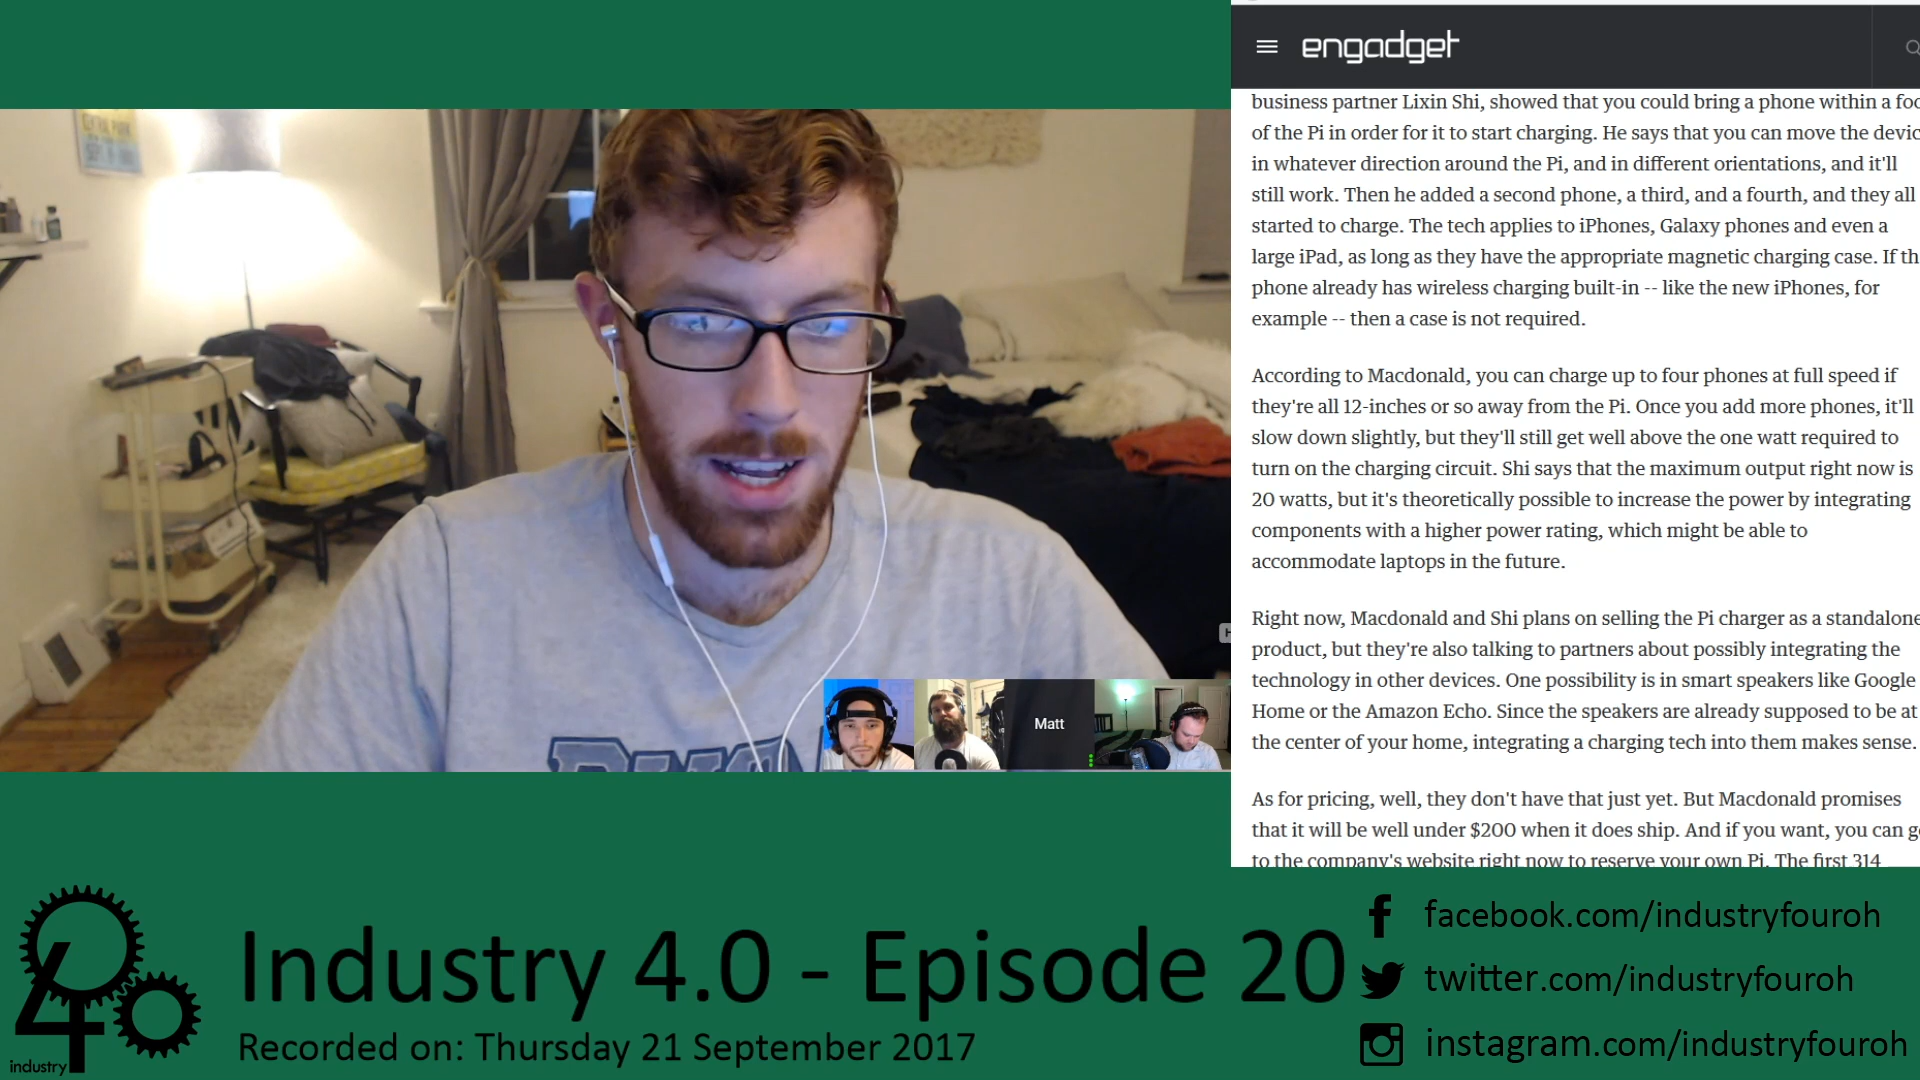 engadget
business partner Lixin Shi, showed that you could bring a phone within a foo
of the Pi in order for it to start charging. He says that you can move the devic
in whatever direction around the Pi, and in different orientations, and it'll
still work. Then he added a second phone, a third, and a fourth, and they all
started to charge. The tech applies to iPhones, Galaxy phones and even a
large iPad, as long as they have the appropriate magnetic charging case. If th
phone already has wireless charging built-in -- like the new iPhones, for
example -- then a case is not required.
According to Macdonald, you can charge up to four phones at full speed if
they're all 12-inches or so away from the Pi. Once you add more phones, it'll
slow down slightly, but they'll still get well above the one watt required to
turn on the charging circuit. Shi says that the maximum output right now is
20 watts, but it's theoretically possible to increase the power by integrating
components with a higher power rating, which might be able to
accommodate laptops in the future.
Right now, Macdonald and Shi plans on selling the Pi charger as a standalone
product, but they're also talking to partners about possibly integrating the
technology in other devices. One possibility is in smart speakers like Google
Home or the Amazon Echo. Since the speakers are already supposed to be at
the center of your home, integrating a charging tech into them makes sense.
As for pricing, well, they don't have that just yet. But Macdonald promises
that it will be well under $200 when it does ship. And if you want, you can g
to the company's website right now to reserve your own Pi. The first 314
Matt
40
industry
Industry 4.0 - Episode 20
Recorded on: Thursday 21 September 2017
facebook.com/industryfouroh
twitter.com/industryfouroh
instagram.com/industryfouroh